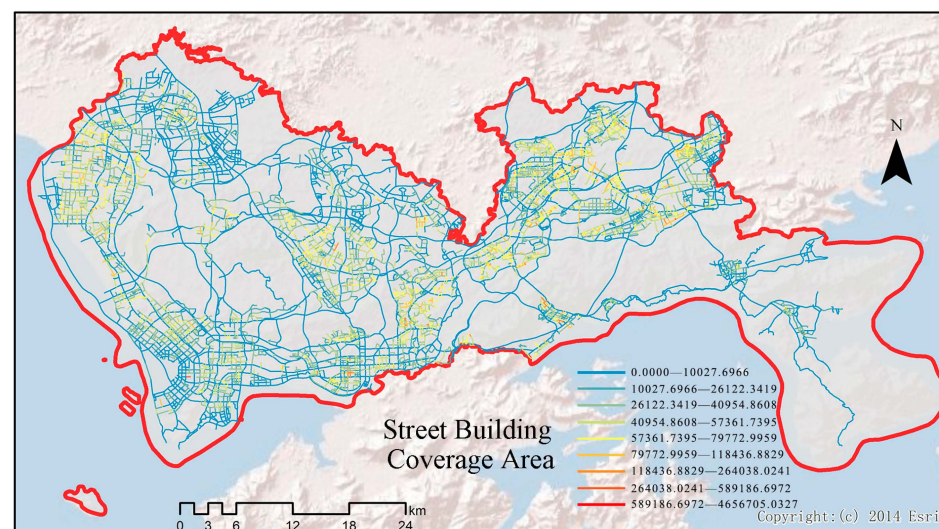 N
0.0000—10027.6966
10027.6966—26122.3419
26122.3419—40954.8608
40954.8608—57361.7395
57361.7395—79772.9959
79772.9959—118436.8829
118436.8829—264038.0241
264038.0241—589186.6972
589186.6972—4656705.0327
Street Building
Coverage Area
km
0 3 6 12 18 24
Copyright:(c) 2014 Esri